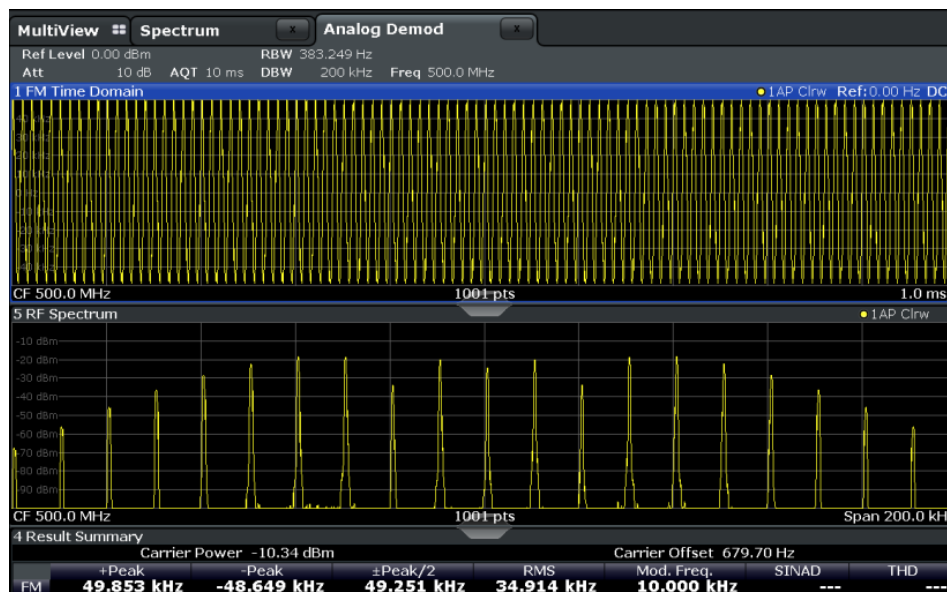 MultiView Spectrum x Analog Demod x
Ref Level 0.00 dBm RBW 383.249 Hz
Att 10 dB AQT 10 ms DBW 200 kHz Freq 500.0 MHz
1 FM Time Domain 1AP Clrw Ref:0.00 Hz DC
CF 500.0 MHz 1001 pts 1.0 ms
5 RF Spectrum 1AP Clrw
-10 dBm
-20 dBm
-30 dBm
-40 dBm
-50 dBm
-60 dBm
-70 dBm
-80 dBm
-90 dBm
CF 500.0 MHz 1001 pts Span 200.0 kH
4 Result Summary
Carrier Power -10.34 dBm Carrier Offset 679.70 Hz
+Peak -Peak ±Peak/2 RMS Mod. Freq. SINAD THD
FM 49.853 kHz -48.649 kHz 49.251 kHz 34.914 kHz 10.000 kHz --- ---